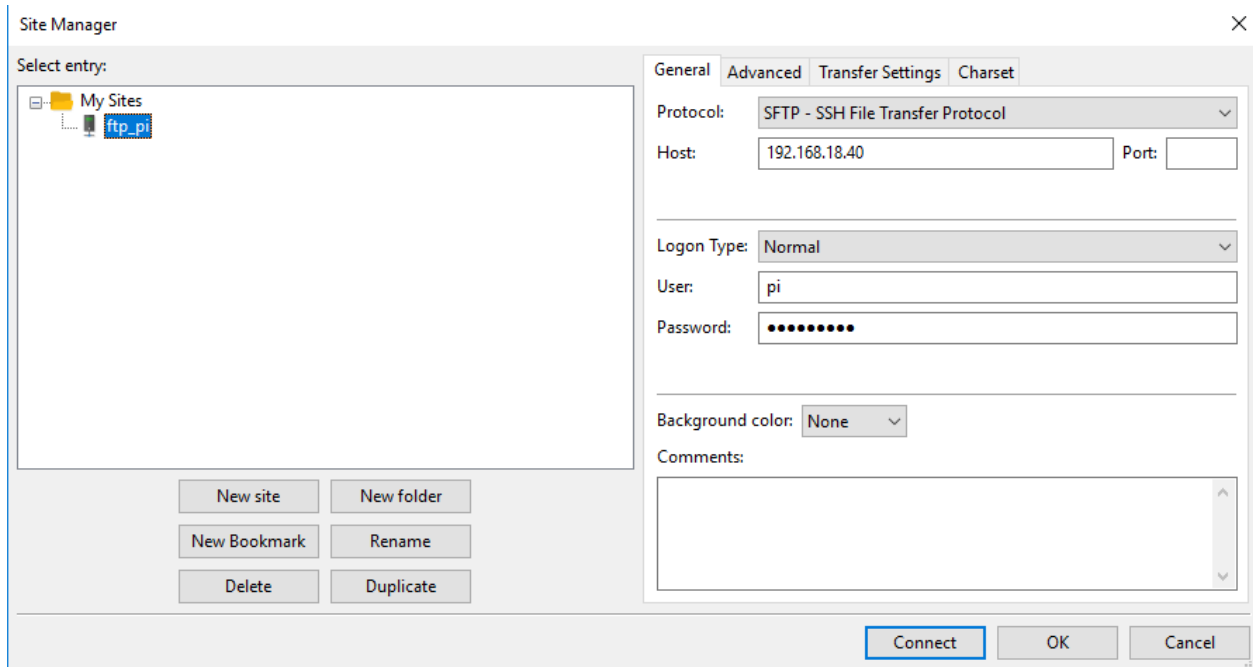 Site Manager
Select entry:
My Sites
ftp_pi
New site
New folder
New Bookmark
Rename
Delete
Duplicate
General
Advanced
Transfer Settings
Charset
Protocol:
SFTP - SSH File Transfer Protocol
Host:
192.168.18.40
Port:
Logon Type:
Normal
User:
pi
Password:
●●●●●●●●●
Background color:
None
Comments:
Connect
OK
Cancel